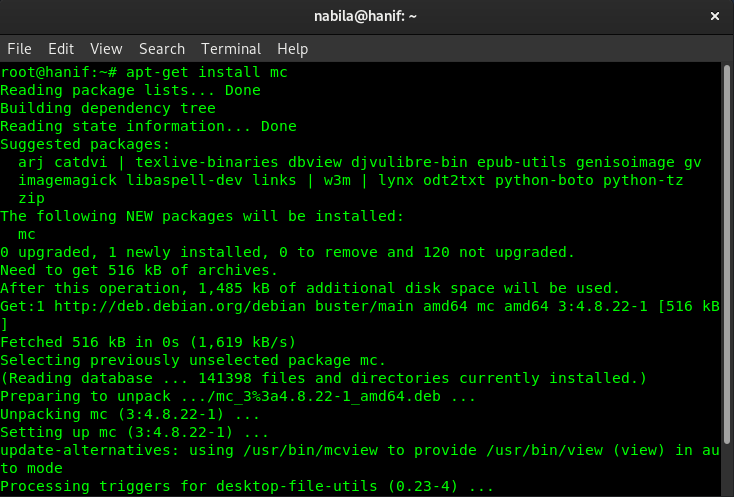 nabila@hanif: ~
×
File Edit View Search Terminal Help
root@hanif:~# apt-get install mc
Reading package lists... Done
Building dependency tree
Reading state information... Done
Suggested packages:
  arj catdvi | texlive-binaries dbview djvulibre-bin epub-utils genisoimage gv
  imagemagick libaspell-dev links | w3m | lynx odt2txt python-boto python-tz
  zip
The following NEW packages will be installed:
  mc
0 upgraded, 1 newly installed, 0 to remove and 120 not upgraded.
Need to get 516 kB of archives.
After this operation, 1,485 kB of additional disk space will be used.
Get:1 http://deb.debian.org/debian buster/main amd64 mc amd64 3:4.8.22-1 [516 kB
]
Fetched 516 kB in 0s (1,619 kB/s)
Selecting previously unselected package mc.
(Reading database ... 141398 files and directories currently installed.)
Preparing to unpack .../mc_3%3a4.8.22-1_amd64.deb ...
Unpacking mc (3:4.8.22-1) ...
Setting up mc (3:4.8.22-1) ...
update-alternatives: using /usr/bin/mcview to provide /usr/bin/view (view) in au
to mode
Processing triggers for desktop-file-utils (0.23-4) ...